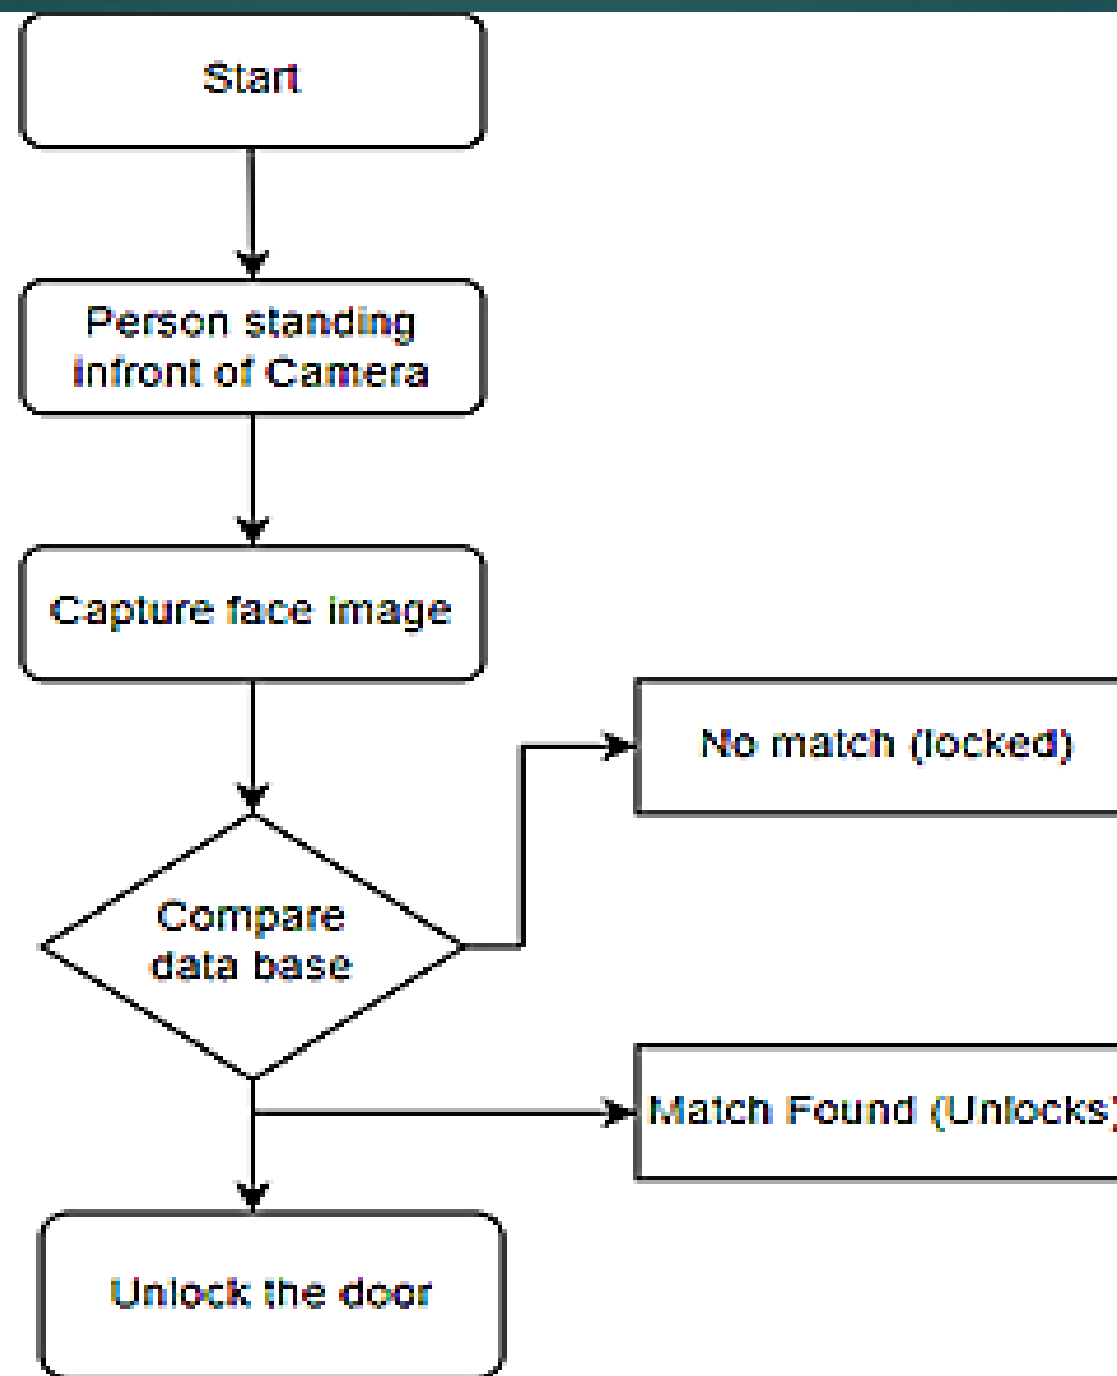 Start
Person standing
infront of Camera
Capture face image
No match (locked)
Compare
data base
Match Found (Unlocks)
Unlock the door